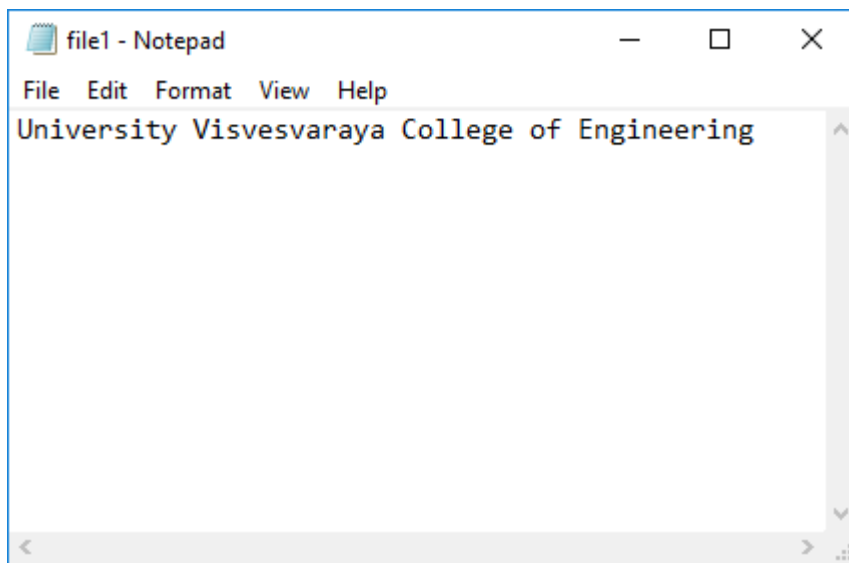 file1 - Notepad
File Edit Format View Help
University Visvesvaraya College of Engineering